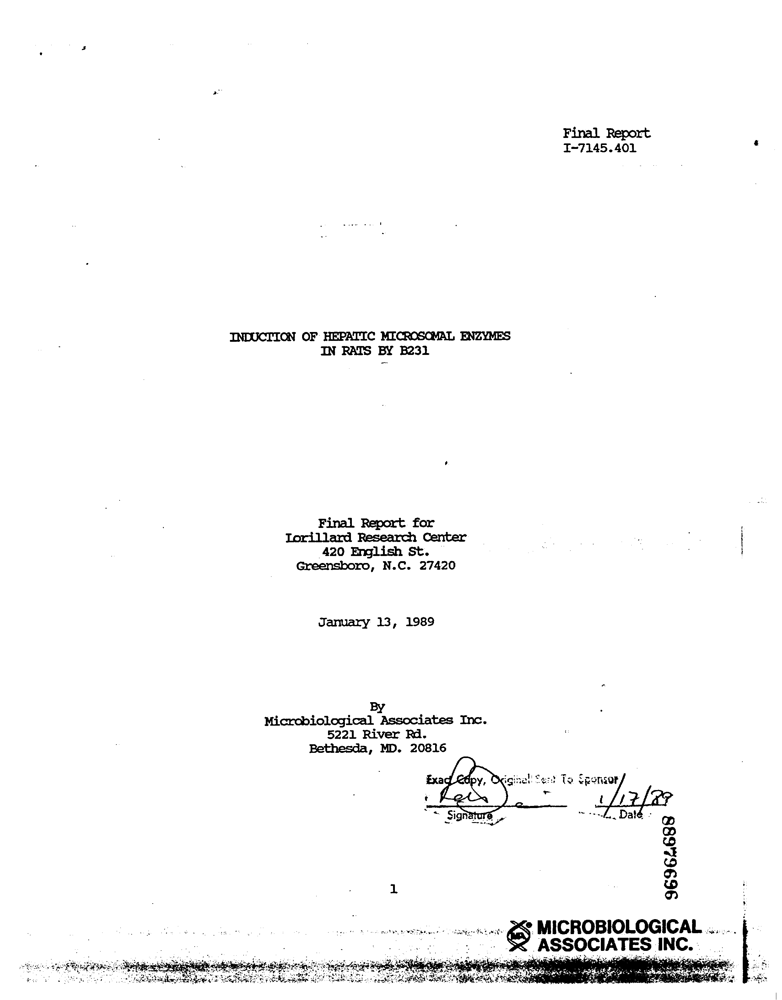 Final Report
I-7145.401
INDUCTION OF HEPATIC MICROSOMAL ENZYMES
IN RATS BY B231
Final Report for
Lorillard Research Center
420 English St.
Greensboro, N.C. 27420
January 13, 1989
By
Microbiological Associates Inc.
5221 River Rd.
Bethesda, MD. 20816
Exact Copy, Original Sent To Sponsor
1/17/89
Signature
Date
88979696
1
MA
MICROBIOLOGICAL
ASSOCIATES INC.